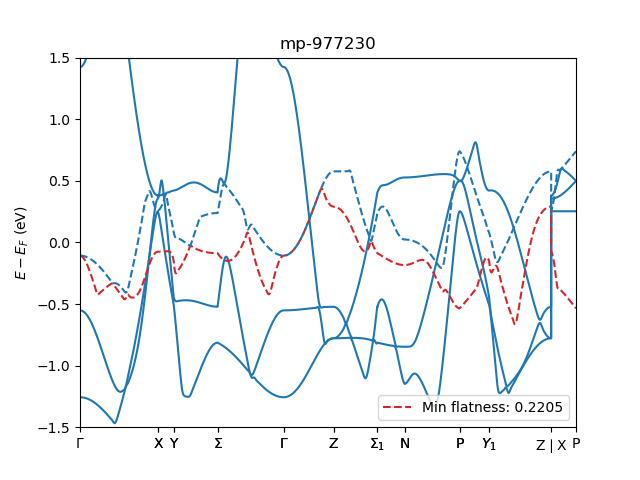 mp-977230
E − E_F (eV)
1.5
1.0
0.5
0.0
−0.5
−1.0
−1.5
Min flatness: 0.2205
Γ X Y Σ Γ Z Σ₁ N P Y₁ Z | X P